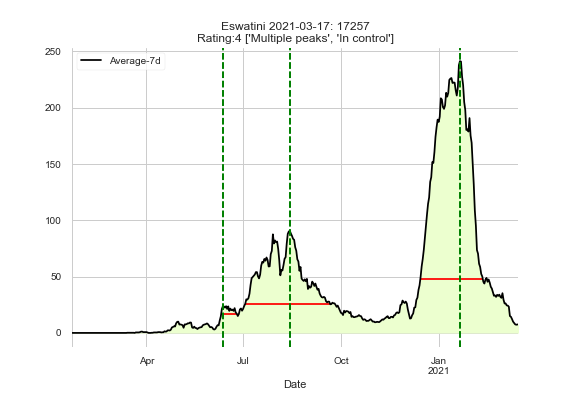 Eswatini 2021-03-17: 17257
Rating:4 ['Multiple peaks', 'In control']
Average-7d
250
200
150
100
50
0
Apr
Jul
Oct
Jan
2021
Date